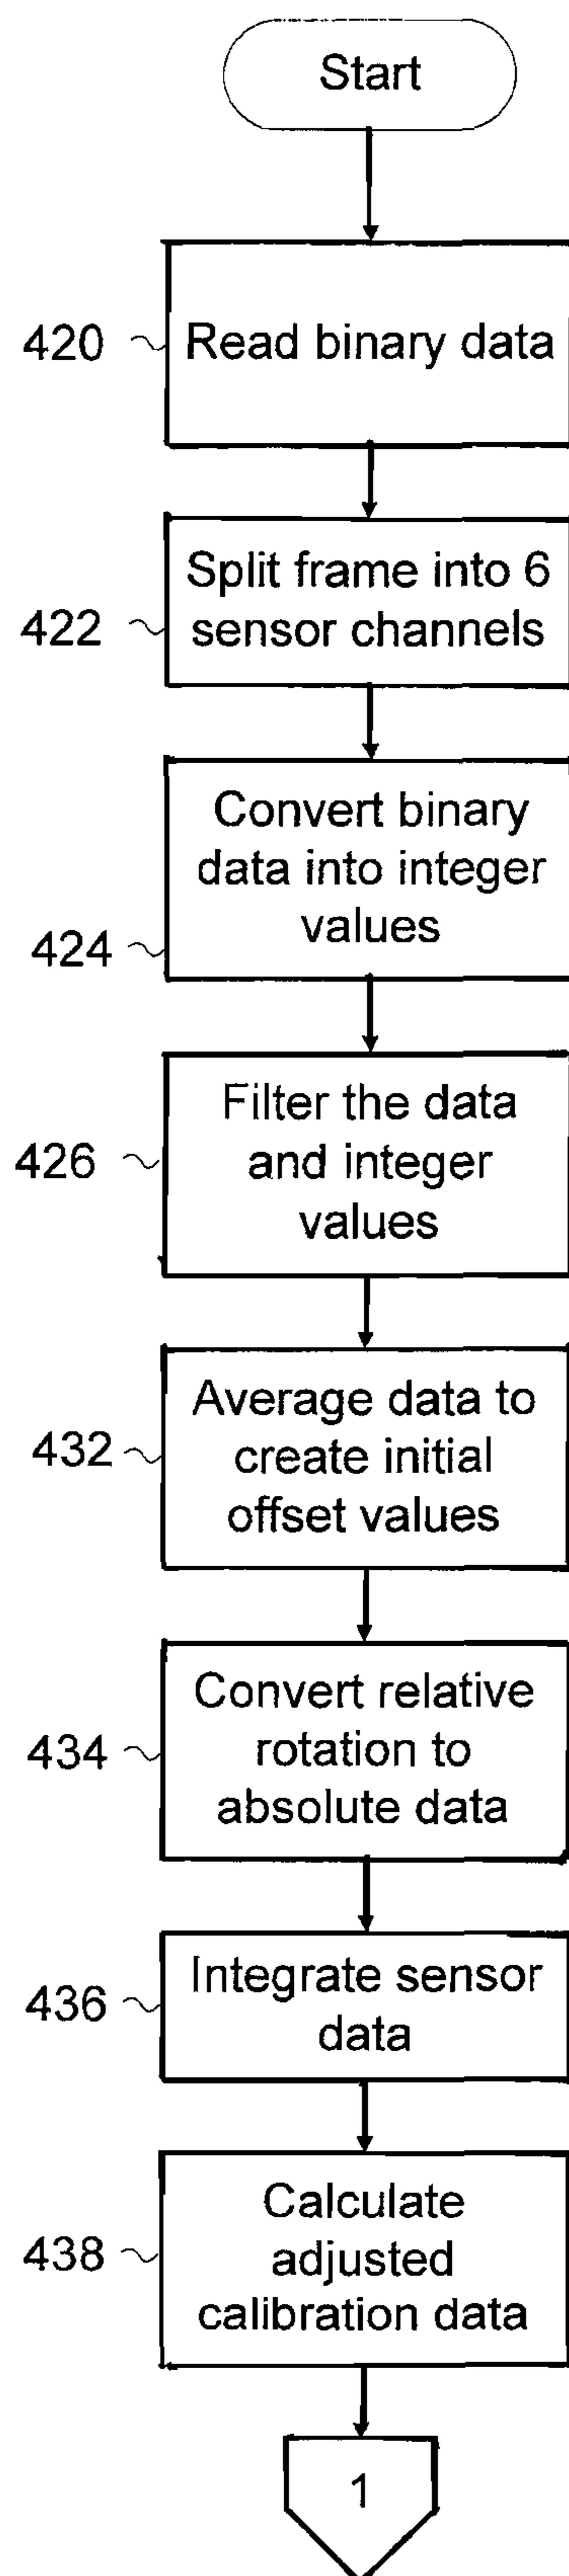 Start
420
Read binary data
Split frame into 6
422
sensor channels
Convert binary
data into integer
values
424
Filter the data
426
and integer
values
Average data to
432
create initial
offset values
Convert relative
434
rotation to
absolute data
Integrate sensor
436
data
Calculate
438
adjusted
calibration data
1